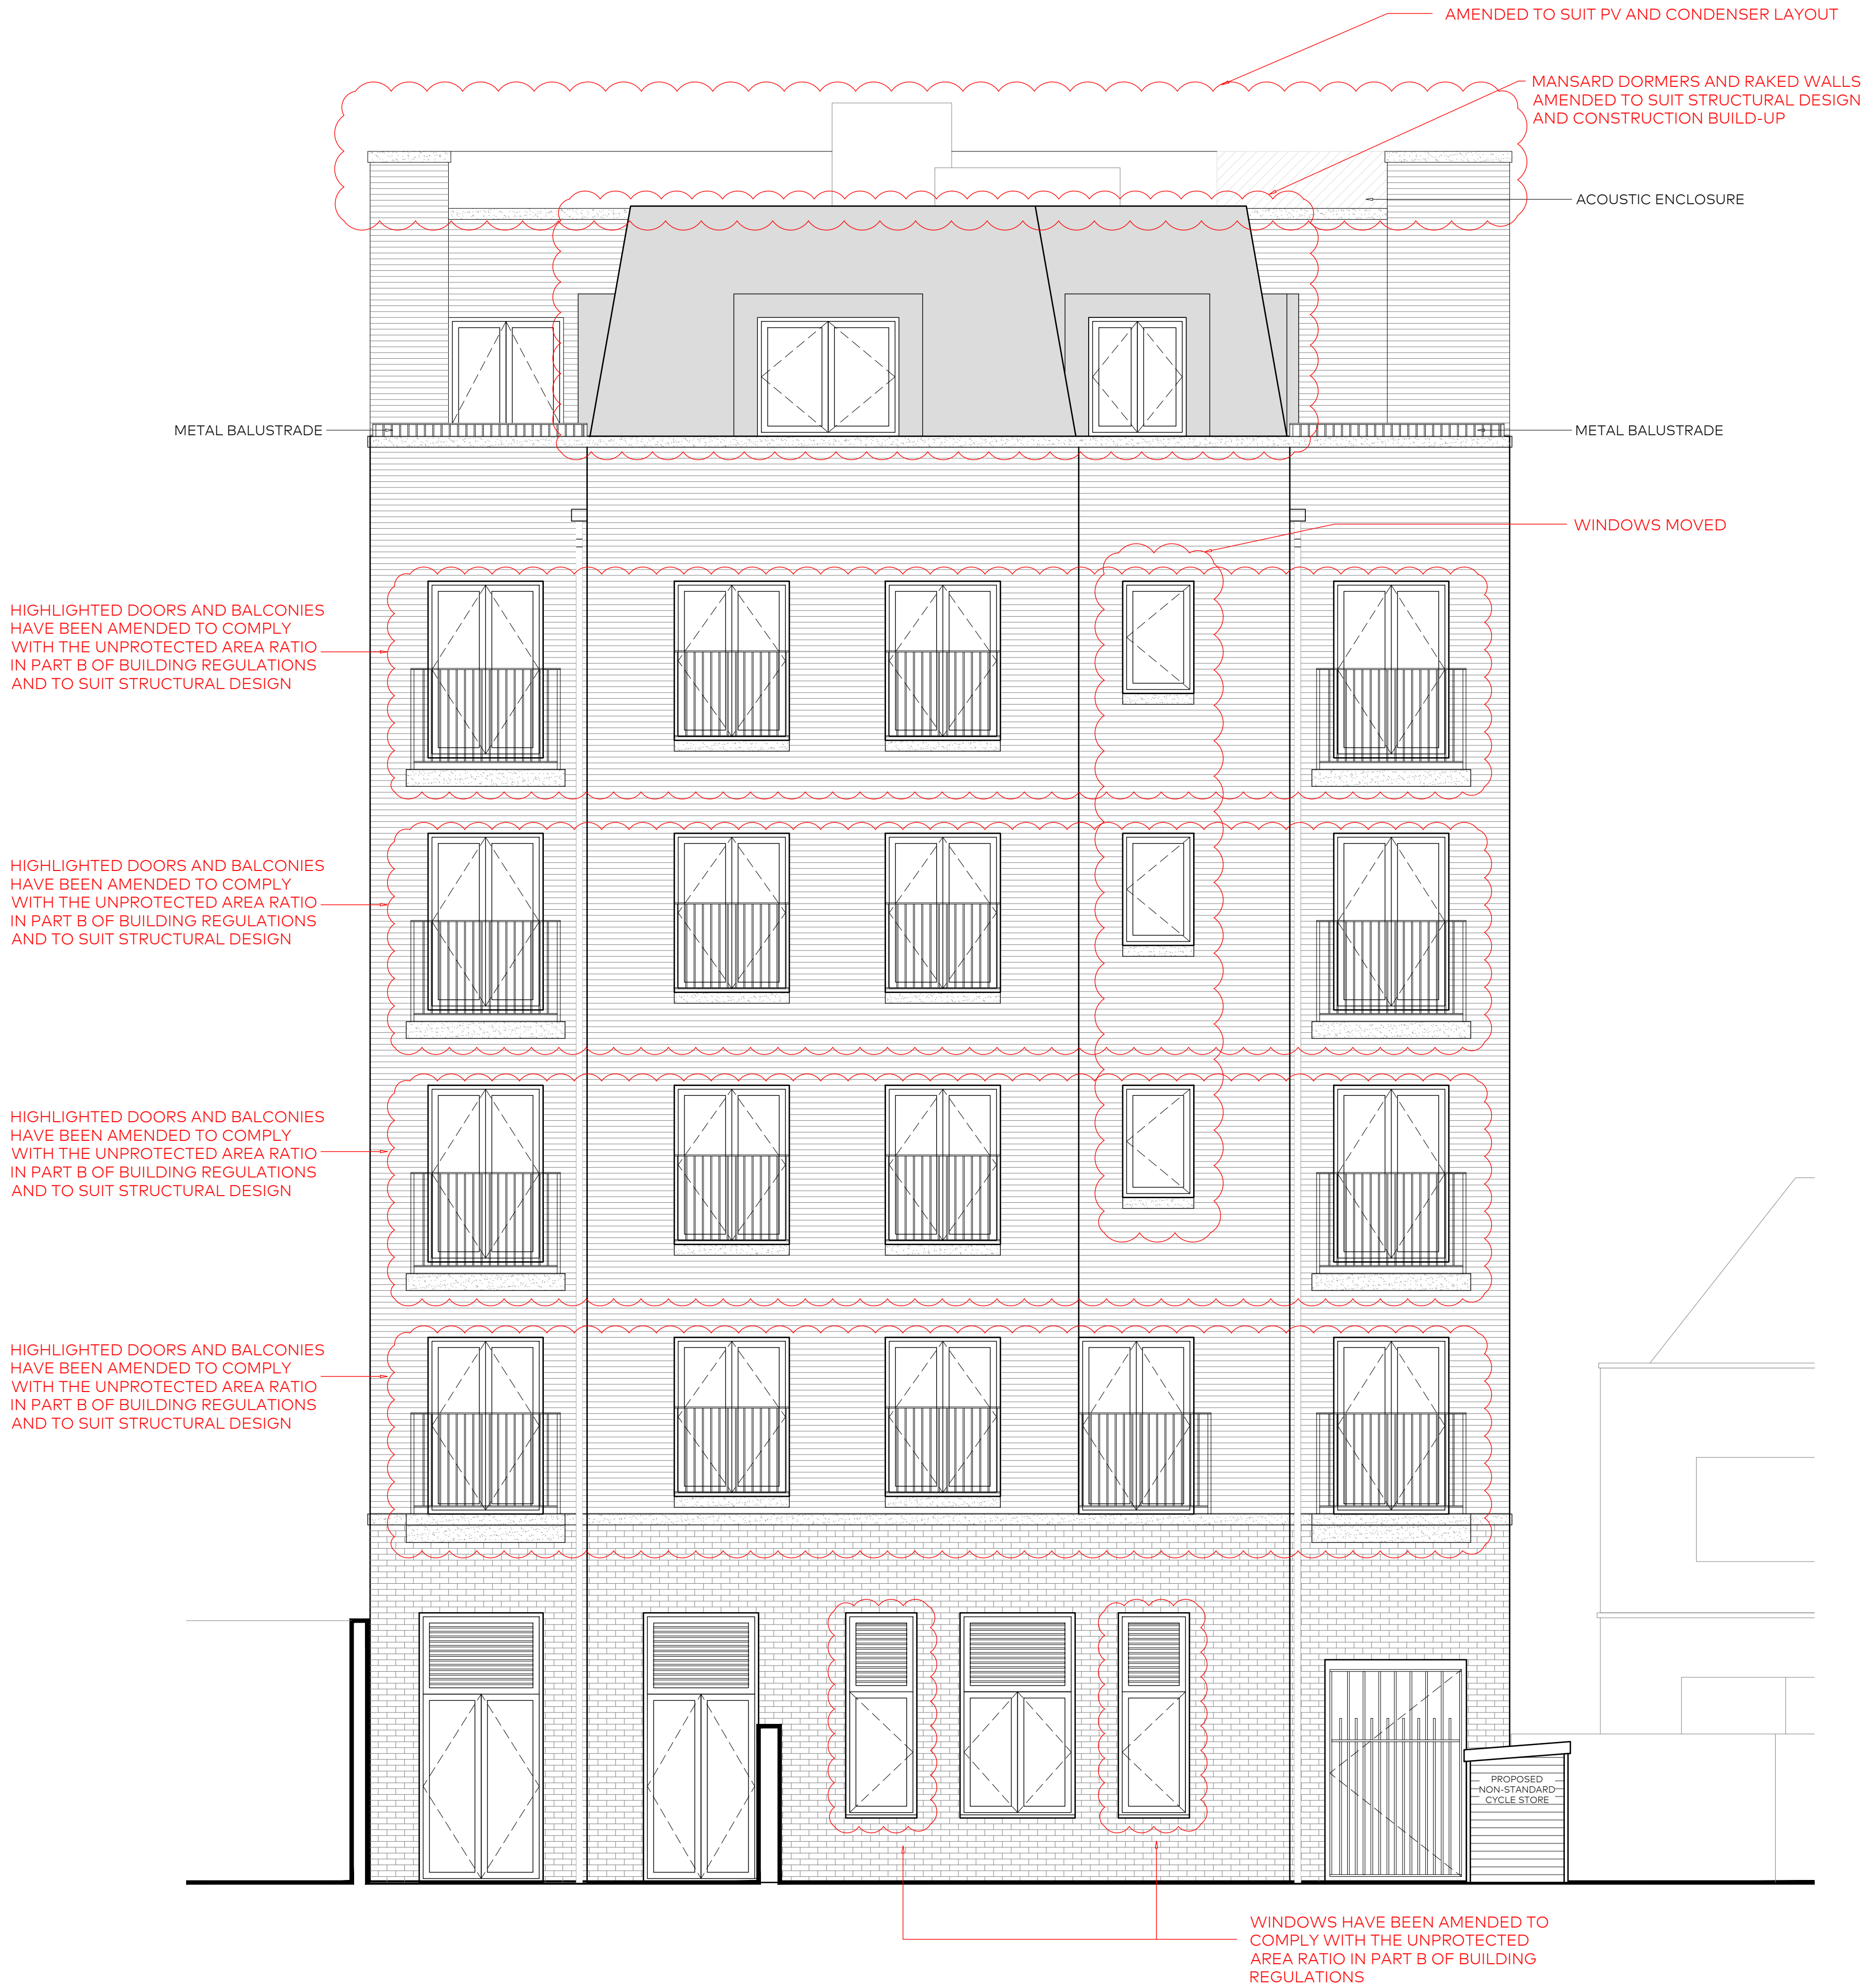 AMENDED TO SUIT PV AND CONDENSER LAYOUT
MANSARD DORMERS AND RAKED WALLS
AMENDED TO SUIT STRUCTURAL DESIGN
AND CONSTRUCTION BUILD-UP
ACOUSTIC ENCLOSURE
METAL BALUSTRADE
METAL BALUSTRADE
WINDOWS MOVED
HIGHLIGHTED DOORS AND BALCONIES
HAVE BEEN AMENDED TO COMPLY
WITH THE UNPROTECTED AREA RATIO
IN PART B OF BUILDING REGULATIONS
AND TO SUIT STRUCTURAL DESIGN
HIGHLIGHTED DOORS AND BALCONIES
HAVE BEEN AMENDED TO COMPLY
WITH THE UNPROTECTED AREA RATIO
IN PART B OF BUILDING REGULATIONS
AND TO SUIT STRUCTURAL DESIGN
HIGHLIGHTED DOORS AND BALCONIES
HAVE BEEN AMENDED TO COMPLY
WITH THE UNPROTECTED AREA RATIO
IN PART B OF BUILDING REGULATIONS
AND TO SUIT STRUCTURAL DESIGN
HIGHLIGHTED DOORS AND BALCONIES
HAVE BEEN AMENDED TO COMPLY
WITH THE UNPROTECTED AREA RATIO
IN PART B OF BUILDING REGULATIONS
AND TO SUIT STRUCTURAL DESIGN
PROPOSED
NON-STANDARD
CYCLE STORE
WINDOWS HAVE BEEN AMENDED TO
COMPLY WITH THE UNPROTECTED
AREA RATIO IN PART B OF BUILDING
REGULATIONS